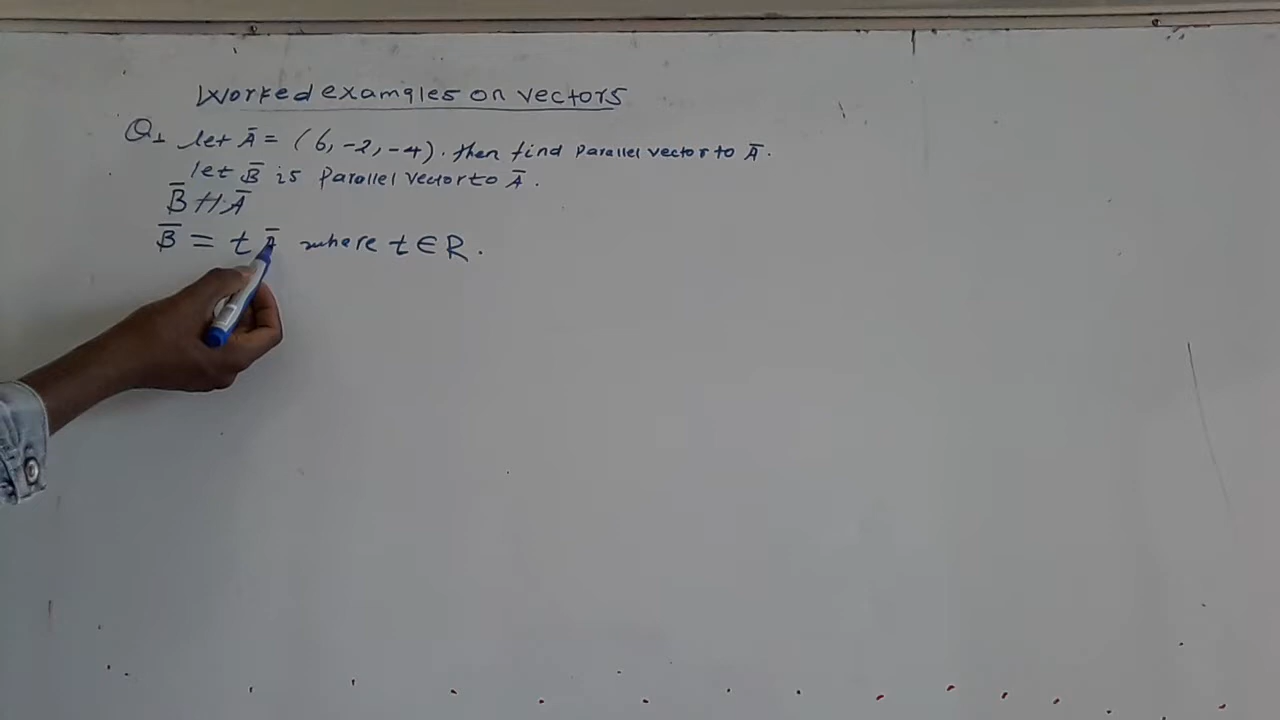 Worked examples on vectors
Q1 let A̅ = (6, -2, -4). then find parallel vector to A̅.
let B̅ is parallel vector to A̅.
B̅ // A̅
B̅ = t A̅ where t ∈ R.